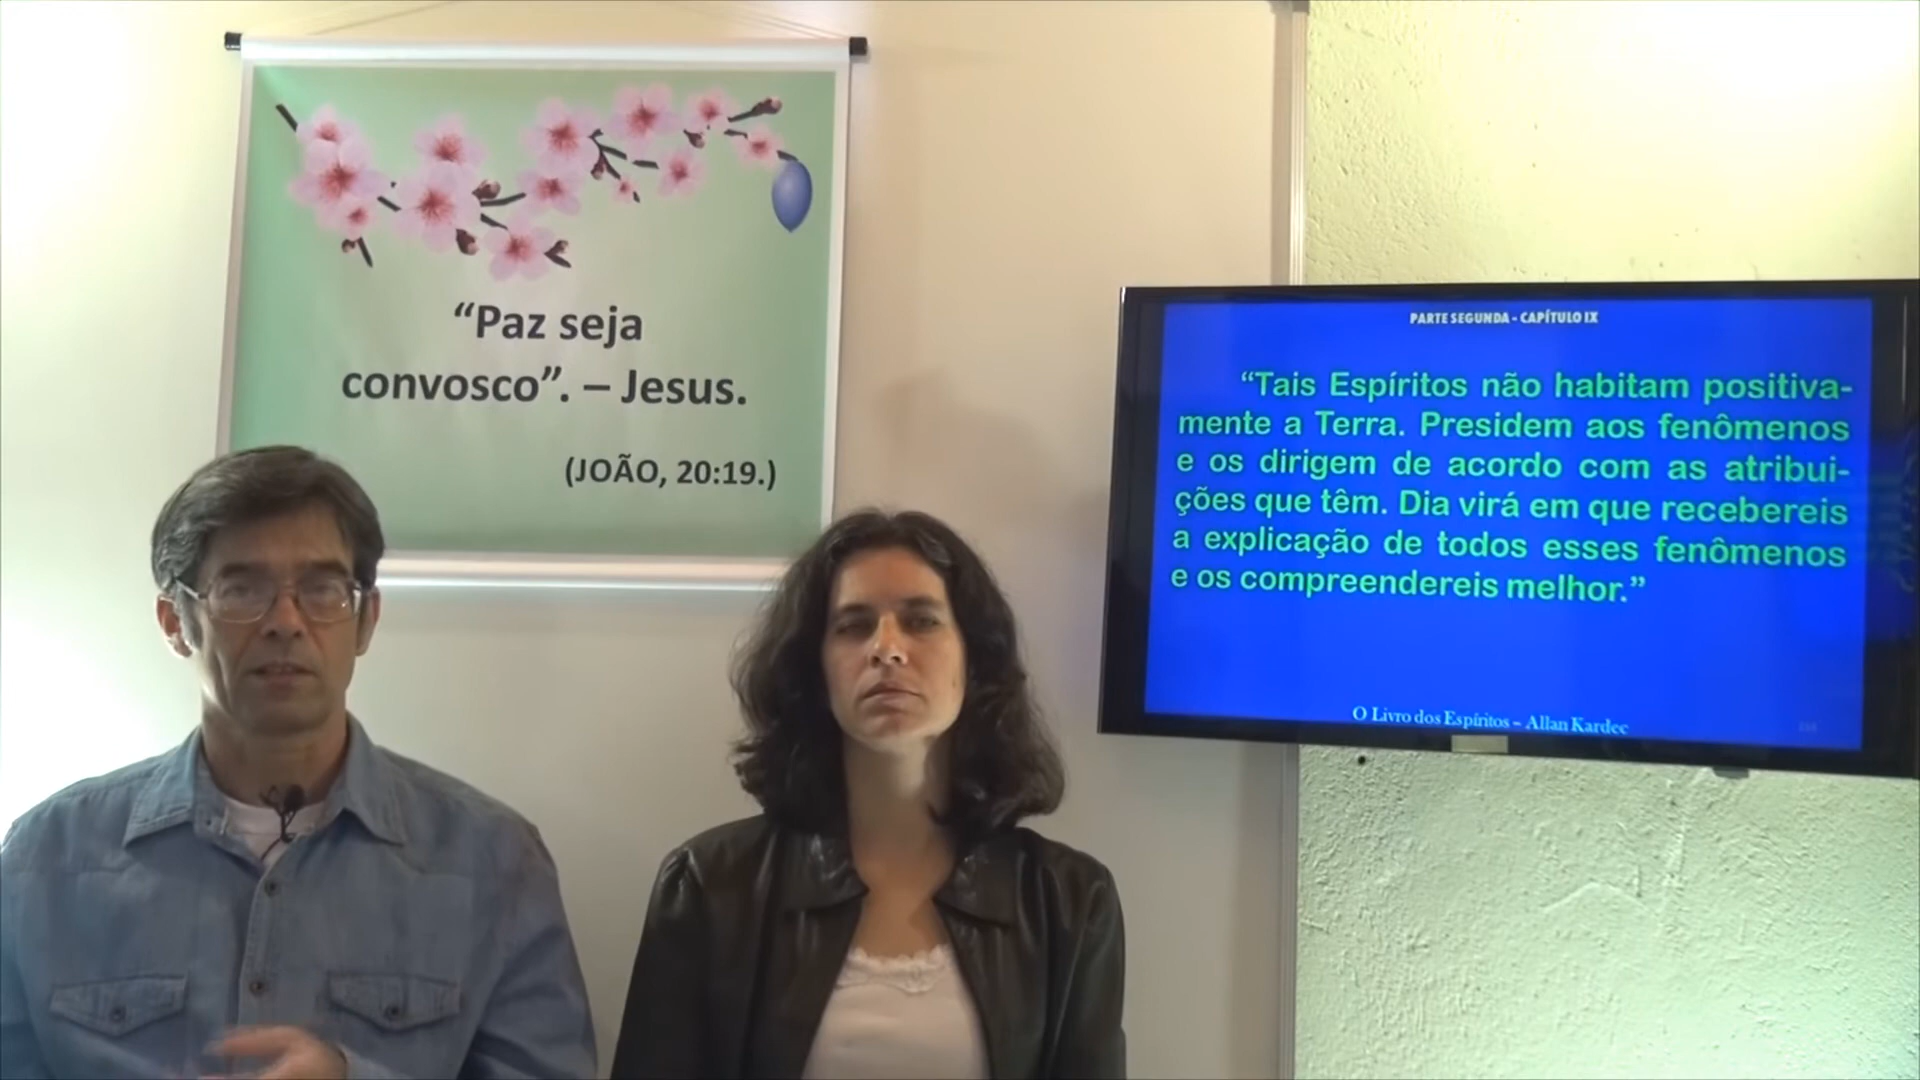 “Paz seja
convosco”. – Jesus.
(JOÃO, 20:19.)
PARTE SEGUNDA - CAPÍTULO IX
“Tais Espíritos não habitam positiva-
mente a Terra. Presidem aos fenômenos
e os dirigem de acordo com as atribui-
ções que têm. Dia virá em que recebereis
a explicação de todos esses fenômenos
e os compreendereis melhor.”
O Livro dos Espíritos – Allan Kardec